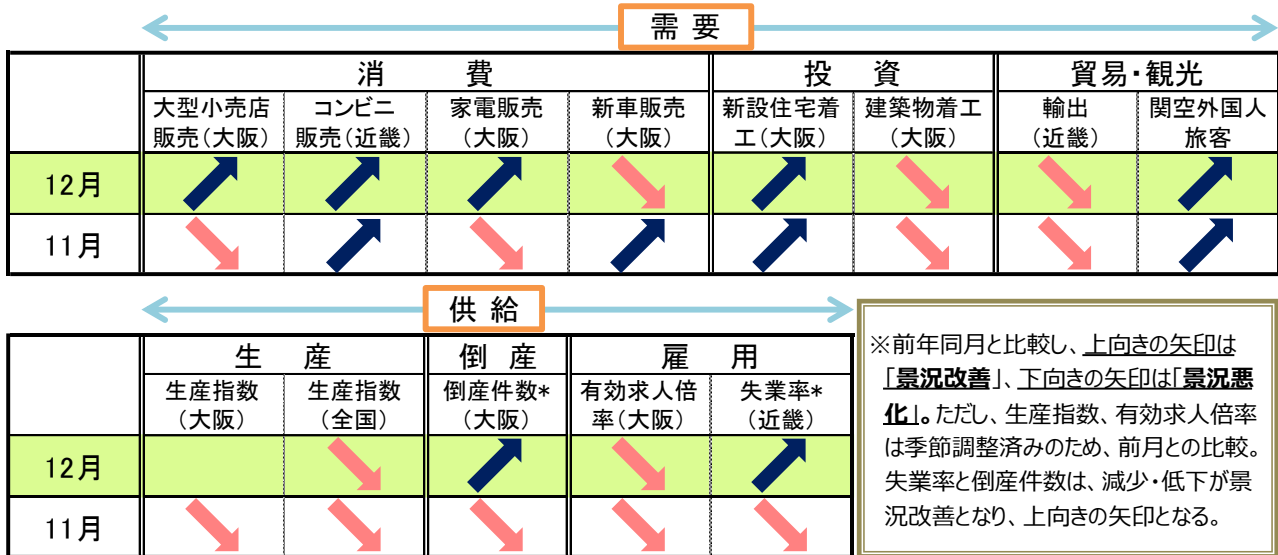 需 要
消 費
投 資
貿易・観光
大型小売店
販売(大阪)
コンビニ
販売(近畿)
家電販売
(大阪)
新車販売
(大阪)
新設住宅着
工(大阪)
建築物着工
(大阪)
輸出
(近畿)
関空外国人
旅客
12月
11月
供 給
生 産
倒 産
雇 用
生産指数
(大阪)
生産指数
(全国)
倒産件数*
(大阪)
有効求人倍
率(大阪)
失業率*
(近畿)
12月
11月
※前年同月と比較し、上向きの矢印は
「景況改善」、下向きの矢印は「景況悪
化」。ただし、生産指数、有効求人倍率
は季節調整済みのため、前月との比較。
失業率と倒産件数は、減少・低下が景
況改善となり、上向きの矢印となる。